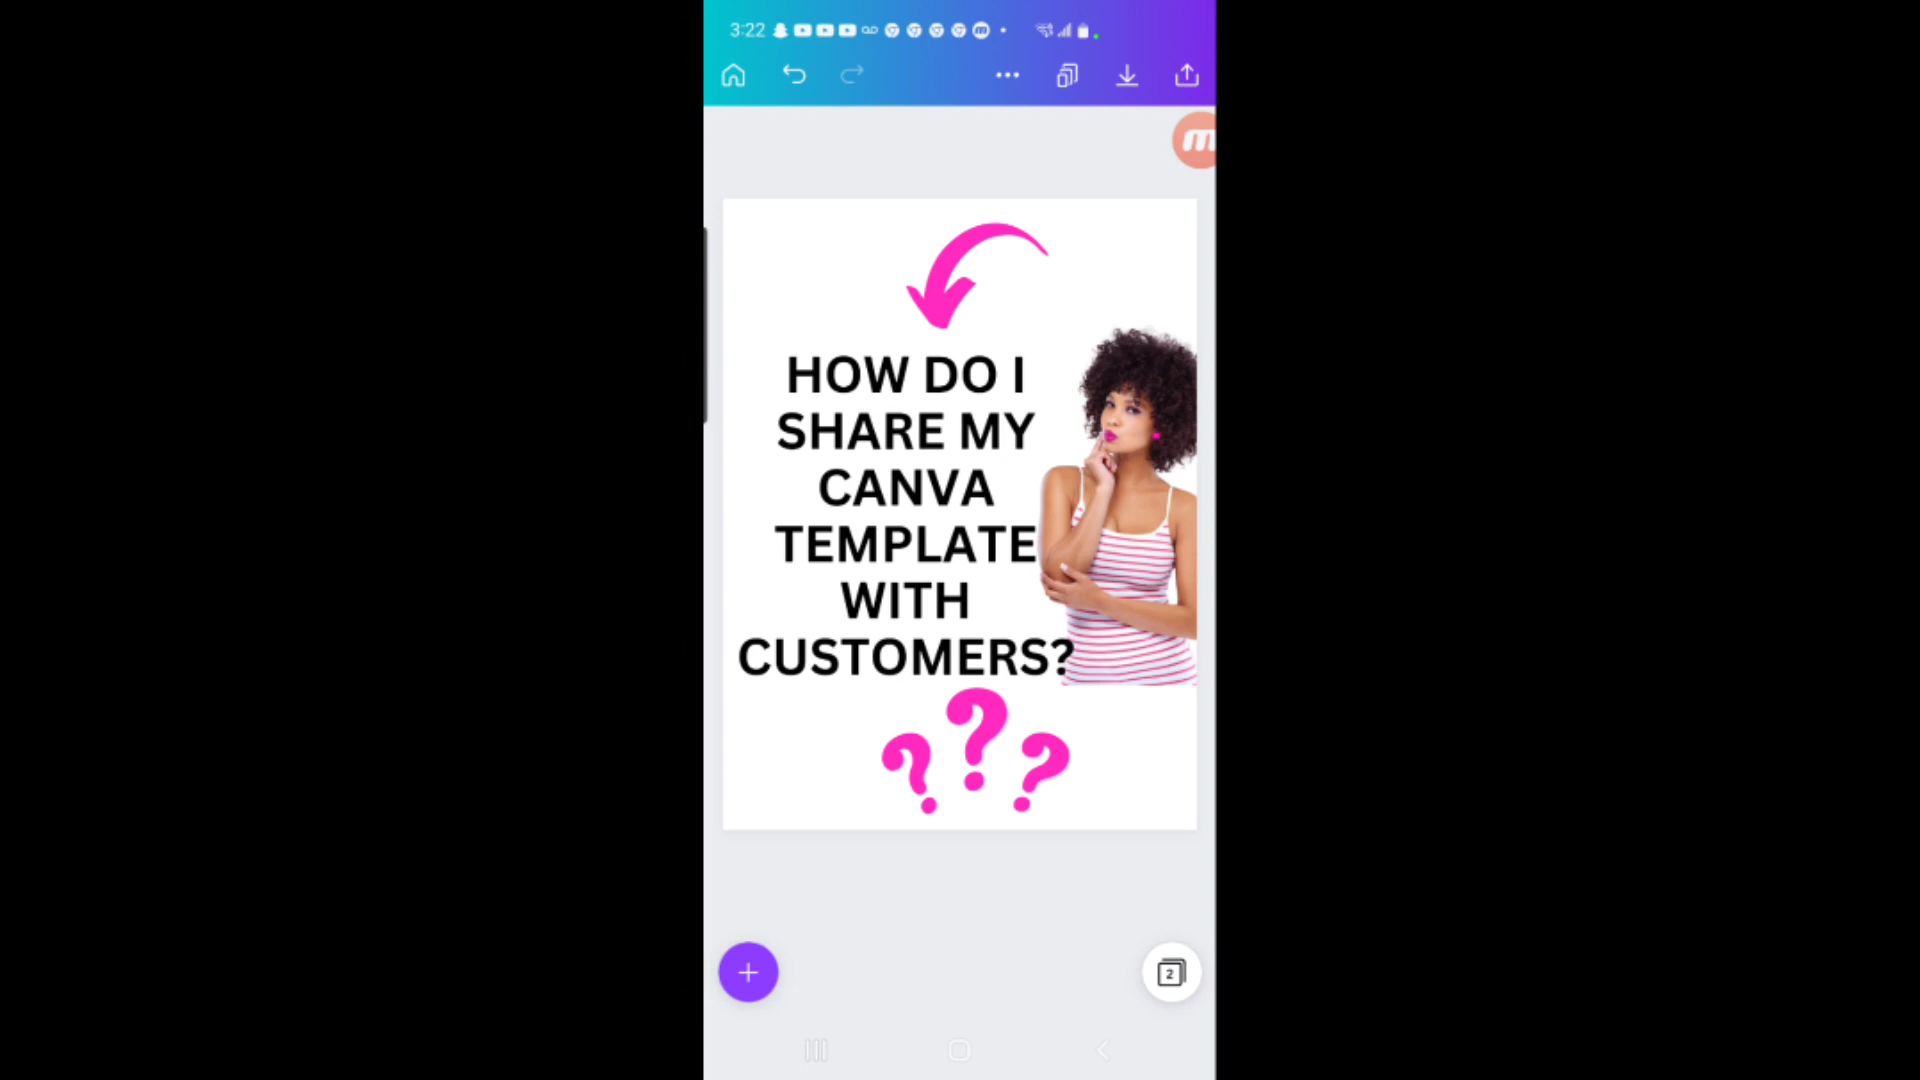 3:22
HOW DO I
SHARE MY
CANVA
TEMPLATE
WITH
CUSTOMERS?
???
2